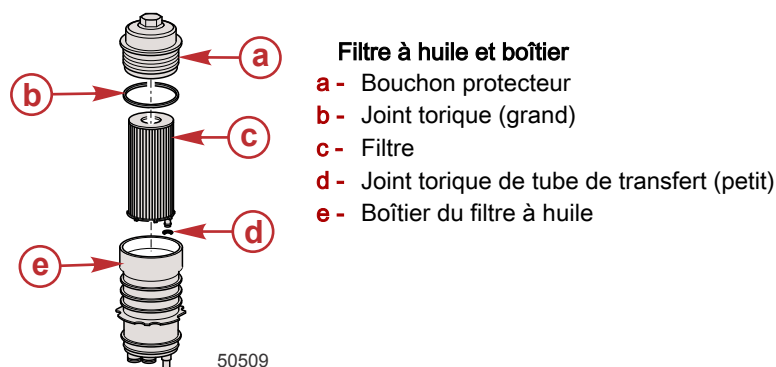 a
b
c
d
e
50509
Filtre à huile et boîtier
a - Bouchon protecteur
b - Joint torique (grand)
c - Filtre
d - Joint torique de tube de transfert (petit)
e - Boîtier du filtre à huile